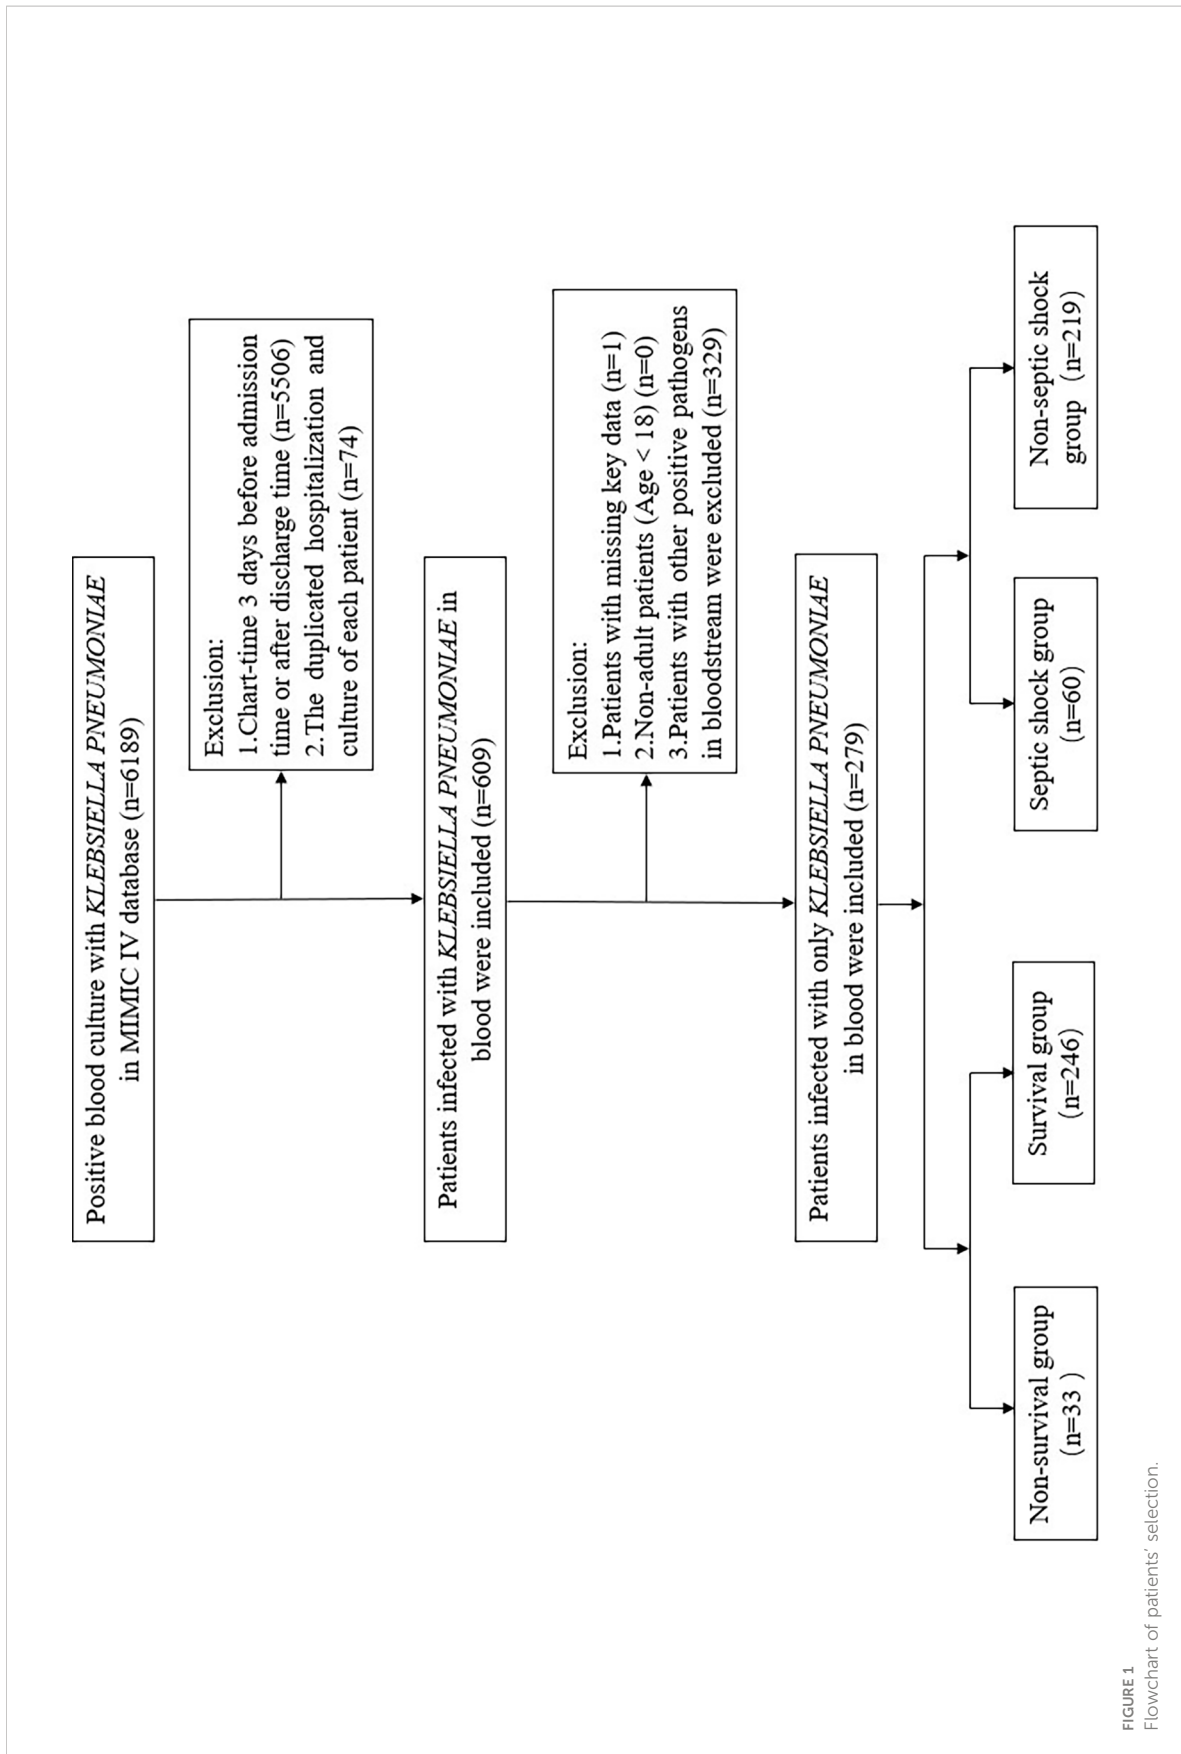 Positive blood culture with KLEBSIELLA PNEUMONIAE
in MIMIC IV database (n=6189)
Exclusion:
1.Chart-time 3 days before admission
time or after discharge time (n=5506)
2.The duplicated hospitalization and
culture of each patient (n=74)
Patients infected with KLEBSIELLA PNEUMONIAE in
blood were included (n=609)
Exclusion:
1.Patients with missing key data (n=1)
2.Non-adult patients (Age < 18) (n=0)
3.Patients with other positive pathogens
in bloodstream were excluded (n=329)
Patients infected with only KLEBSIELLA PNEUMONIAE
in blood were included (n=279)
Non-survival group
(n=33 )
Survival group
(n=246)
Septic shock group
(n=60)
Non-septic shock
group (n=219)
FIGURE 1
Flowchart of patients’ selection.